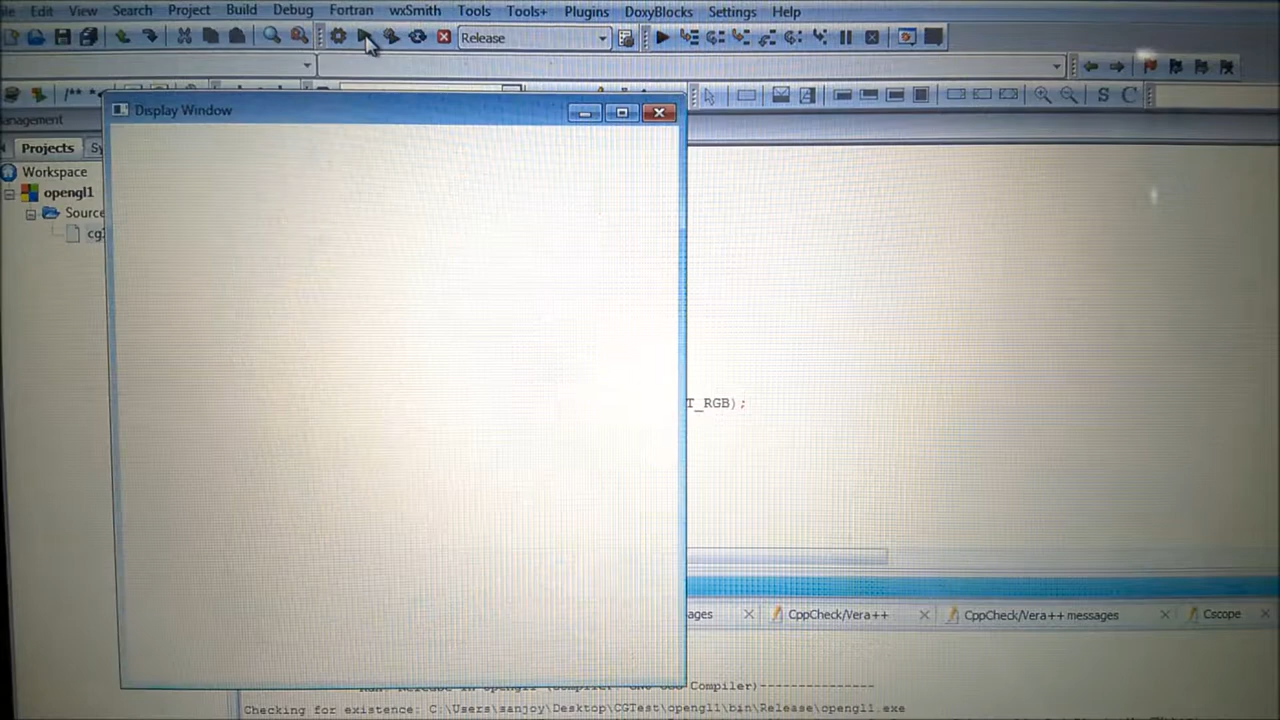 Edit View Search Project Build Debug Fortran wxSmith Tools Tools+ Plugins DoxyBlocks Settings Help
Release
/**
S C
Display Window
Projects
Workspace
opengl1
T_RGB);
CppCheck/Vera++ CppCheck/Vera++ messages Cscope
Checking for existence: C:\Users\sanjoy\Desktop\CGTest\opengl1\bin\Release\opengl1.exe